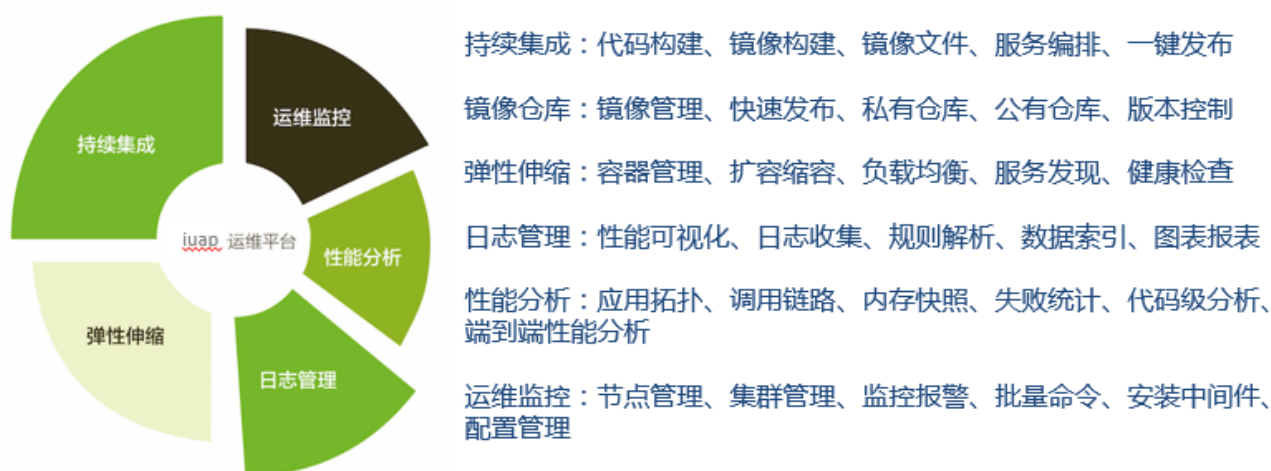 持续集成
运维监控
性能分析
日志管理
弹性伸缩
iuap 运维平台
持续集成：代码构建、镜像构建、镜像文件、服务编排、一键发布
镜像仓库：镜像管理、快速发布、私有仓库、公有仓库、版本控制
弹性伸缩：容器管理、扩容缩容、负载均衡、服务发现、健康检查
日志管理：性能可视化、日志收集、规则解析、数据索引、图表报表
性能分析：应用拓扑、调用链路、内存快照、失败统计、代码级分析、
端到端性能分析
运维监控：节点管理、集群管理、监控报警、批量命令、安装中间件、
配置管理